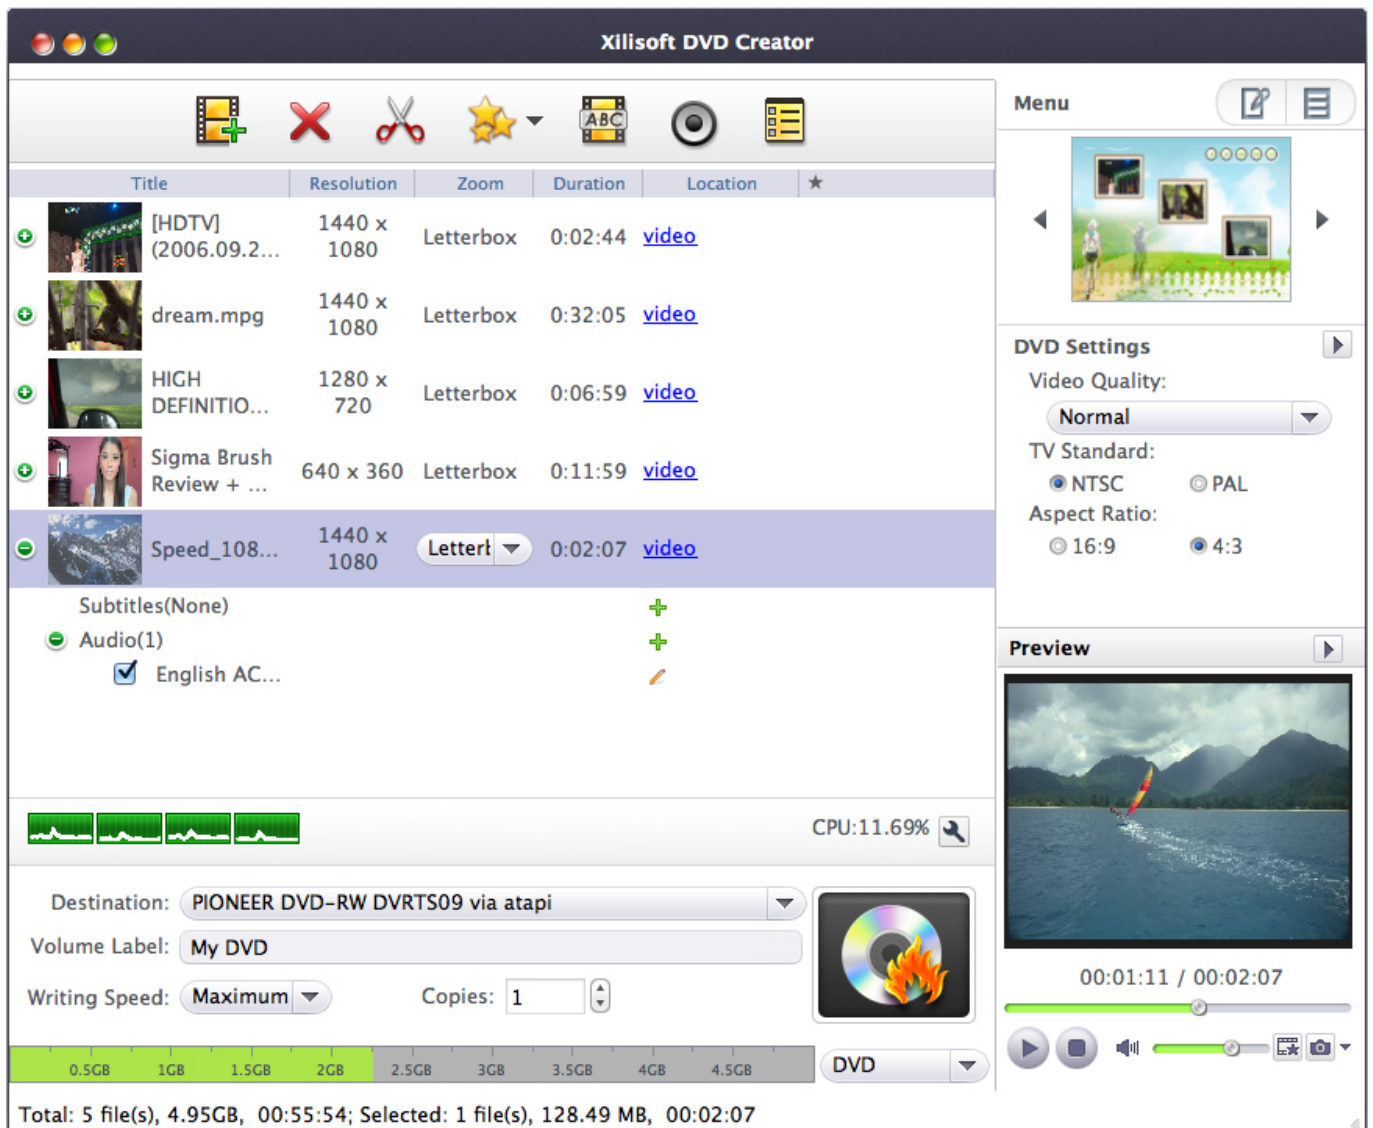 Xilisoft DVD Creator
ABC
Menu
Title Resolution Zoom Duration Location ★
[HDTV]
(2006.09.2...
1440 x
1080
Letterbox 0:02:44 video
dream.mpg
1440 x
1080
Letterbox 0:32:05 video
HIGH
DEFINITIO...
1280 x
720
Letterbox 0:06:59 video
Sigma Brush
Review + ...
640 x 360 Letterbox 0:11:59 video
Speed_108...
1440 x
1080
Letterb 0:02:07 video
Subtitles(None)
Audio(1)
English AC...
DVD Settings
Video Quality:
Normal
TV Standard:
NTSC PAL
Aspect Ratio:
16:9 4:3
Preview
00:01:11 / 00:02:07
CPU:11.69%
Destination: PIONEER DVD-RW DVRTS09 via atapi
Volume Label: My DVD
Writing Speed: Maximum Copies: 1
0.5GB 1GB 1.5GB 2GB 2.5GB 3GB 3.5GB 4GB 4.5GB DVD
Total: 5 file(s), 4.95GB, 00:55:54; Selected: 1 file(s), 128.49 MB, 00:02:07